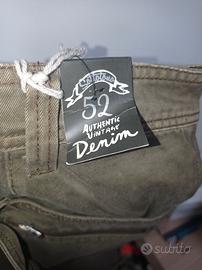 52
AUTHENTIC
VINTAGE
Denim
subito